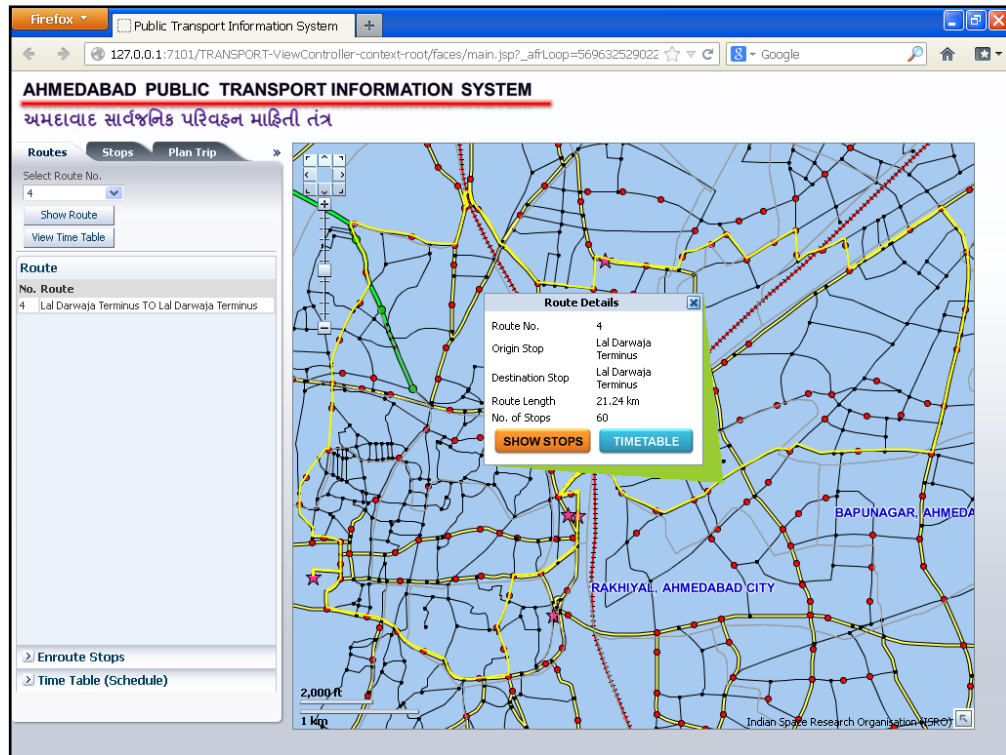 Firefox
Public Transport Information System
+
127.0.0.1:7101/TRANSPORT-ViewController-context-root/faces/main.jsp?_afrLoop=569632529022
8 - Google
AHMEDABAD PUBLIC TRANSPORT INFORMATION SYSTEM
અમદાવાદ સાર્વજનિક પરિવહન માહિતી તંત્ર
Routes Stops Plan Trip »
Select Route No.
4
Show Route
View Time Table
Route
No. Route
4 Lal Darwaja Terminus TO Lal Darwaja Terminus
Enroute Stops
Time Table (Schedule)
Route Details
Route No. 4
Origin Stop Lal Darwaja Terminus
Destination Stop Lal Darwaja Terminus
Route Length 21.24 km
No. of Stops 60
SHOW STOPS TIMETABLE
BAPUNAGAR, AHMEDA
RAKHIYAL, AHMEDABAD CITY
2,000 ft
1 km
Indian Space Research Organisation (ISRO)